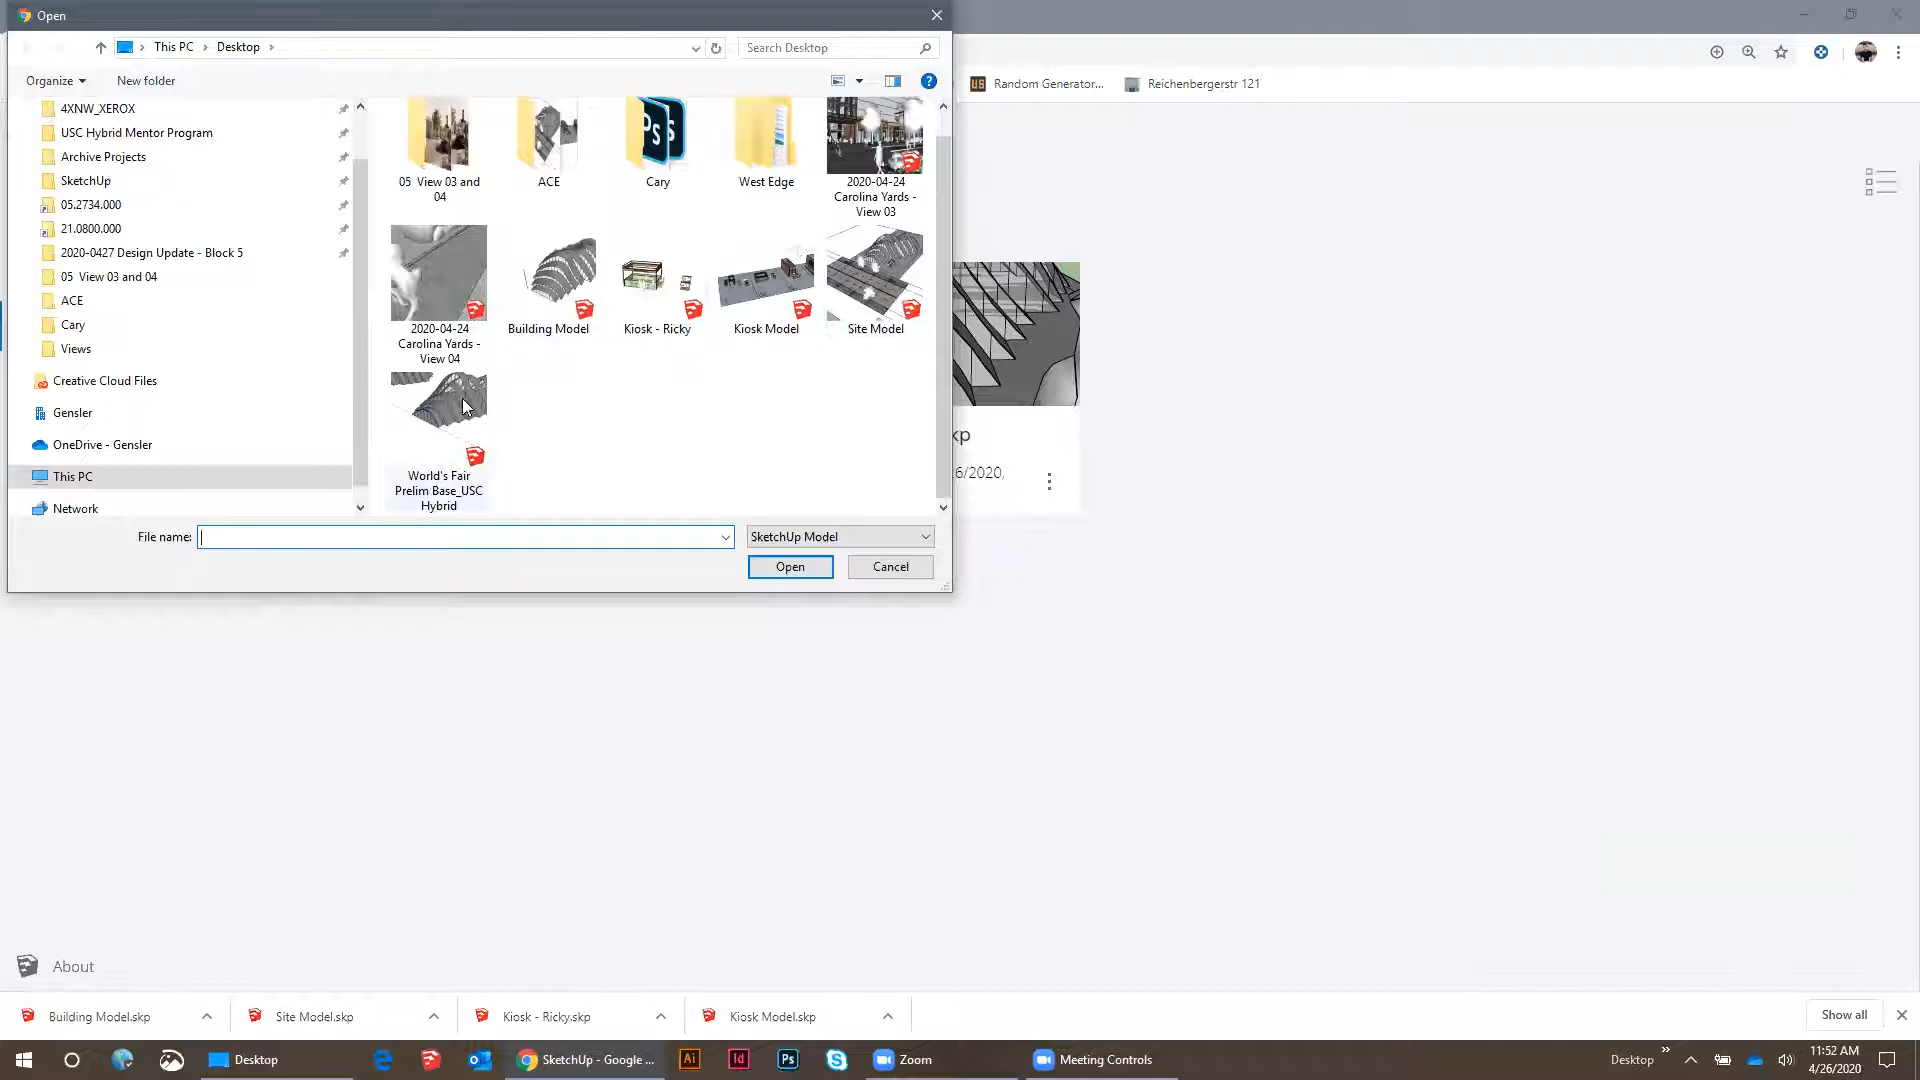 Open
This PC
Desktop
Search Desktop
Organize
New folder
4XNW_XEROX
USC Hybrid Mentor Program
Archive Projects
SketchUp
05.2734.000
21.0800.000
2020-0427 Design Update - Block 5
05 View 03 and 04
ACE
Cary
Views
Creative Cloud Files
Gensler
OneDrive - Gensler
This PC
Network
05 View 03 and
04
ACE
Cary
West Edge
2020-04-24
Carolina Yards -
View 03
2020-04-24
Carolina Yards -
View 04
Building Model
Kiosk - Ricky
Kiosk Model
Site Model
World's Fair
Prelim Base_USC
Hybrid
File name:
SketchUp Model
Open
Cancel
US
Random Generator...
Reichenbergerstr 121
kp
6/2020,
About
Building Model.skp
Site Model.skp
Kiosk - Ricky.skp
Kiosk Model.skp
Show all
Desktop
SketchUp - Google ...
Ai
Id
Ps
Zoom
Meeting Controls
Desktop
11:52 AM
4/26/2020